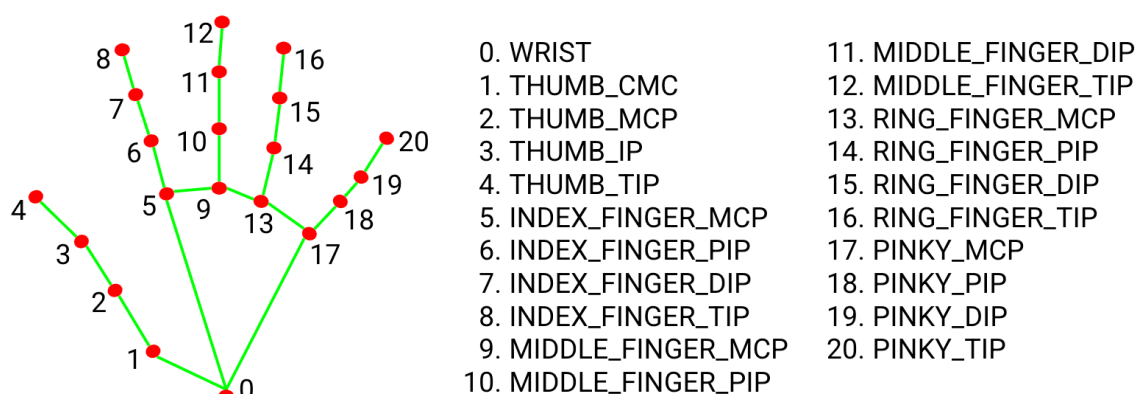 12
8
16
11
7
15
10
6
20
14
19
4
5
9
13
18
3
17
2
1
0
0. WRIST
1. THUMB_CMC
2. THUMB_MCP
3. THUMB_IP
4. THUMB_TIP
5. INDEX_FINGER_MCP
6. INDEX_FINGER_PIP
7. INDEX_FINGER_DIP
8. INDEX_FINGER_TIP
9. MIDDLE_FINGER_MCP
10. MIDDLE_FINGER_PIP
11. MIDDLE_FINGER_DIP
12. MIDDLE_FINGER_TIP
13. RING_FINGER_MCP
14. RING_FINGER_PIP
15. RING_FINGER_DIP
16. RING_FINGER_TIP
17. PINKY_MCP
18. PINKY_PIP
19. PINKY_DIP
20. PINKY_TIP